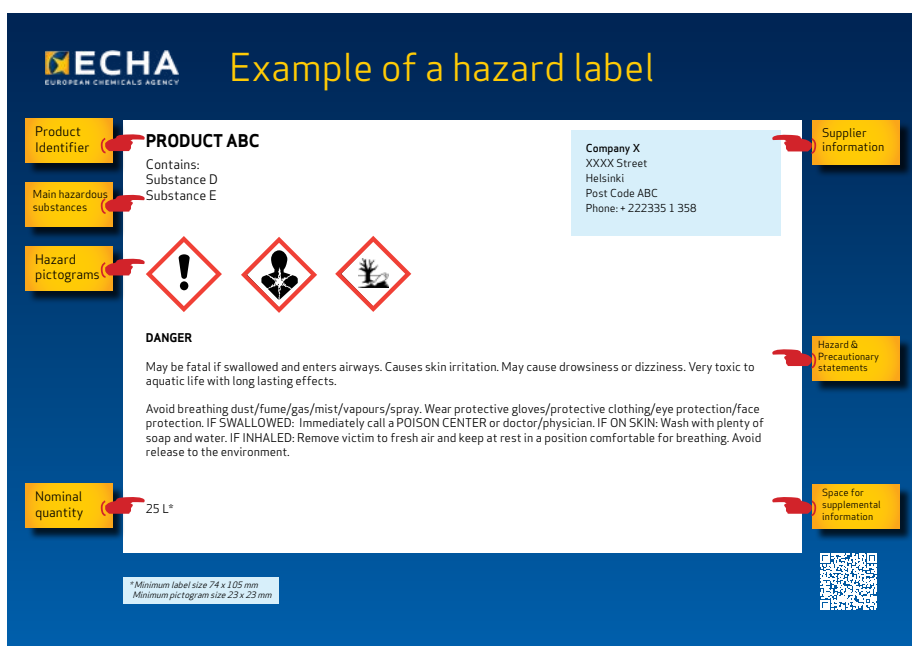 ECHA
EUROPEAN CHEMICALS AGENCY
Example of a hazard label
Product
Identifier
Main hazardous
substances
Hazard
pictograms
Nominal
quantity
PRODUCT ABC
Contains:
Substance D
Substance E
Company X
XXXX Street
Helsinki
Post Code ABC
Phone: + 222335 1 358
DANGER
May be fatal if swallowed and enters airways. Causes skin irritation. May cause drowsiness or dizziness. Very toxic to
aquatic life with long lasting effects.
Avoid breathing dust/fume/gas/mist/vapours/spray. Wear protective gloves/protective clothing/eye protection/face
protection. IF SWALLOWED: Immediately call a POISON CENTER or doctor/physician. IF ON SKIN: Wash with plenty of
soap and water. IF INHALED: Remove victim to fresh air and keep at rest in a position comfortable for breathing. Avoid
release to the environment.
25 L*
Supplier
information
Hazard &
Precautionary
statements
Space for
supplemental
information
* Minimum label size 74 x 105 mm
Minimum pictogram size 23 x 23 mm